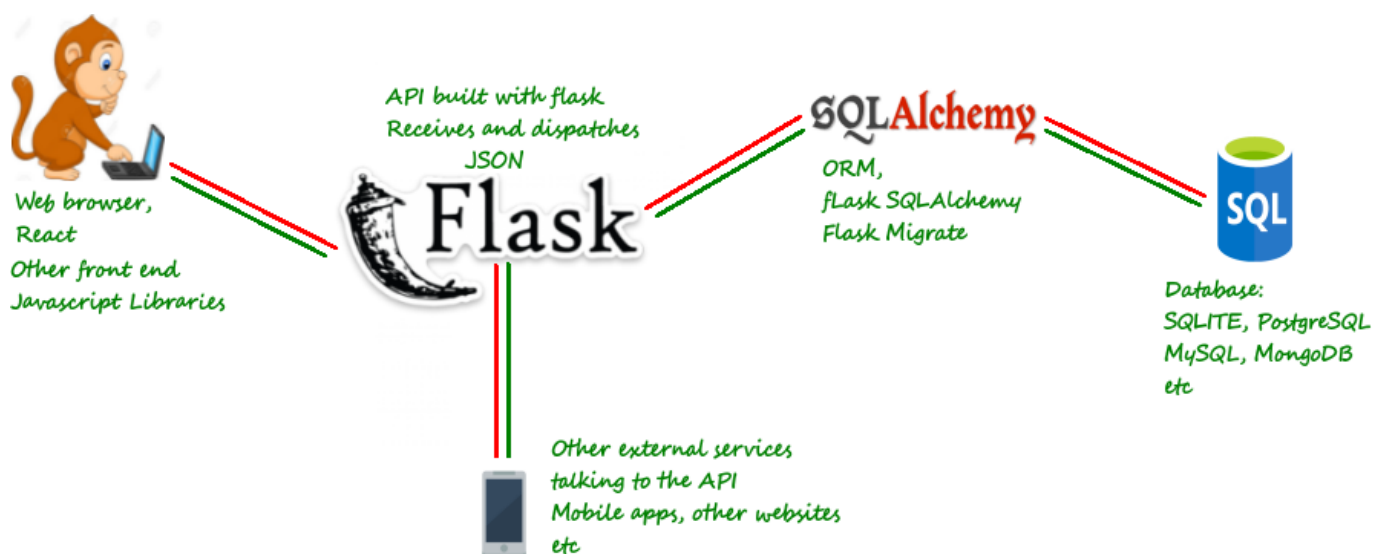 API built with flask
Receives and dispatches
JSON
Flask
Web browser,
React
Other front end
Javascript Libraries
SQLAlchemy
ORM,
fLask SQLAlchemy
Flask Migrate
SQL
Database:
SQLITE, PostgreSQL
MySQL, MongoDB
etc
Other external services
talking to the API
Mobile apps, other websites
etc